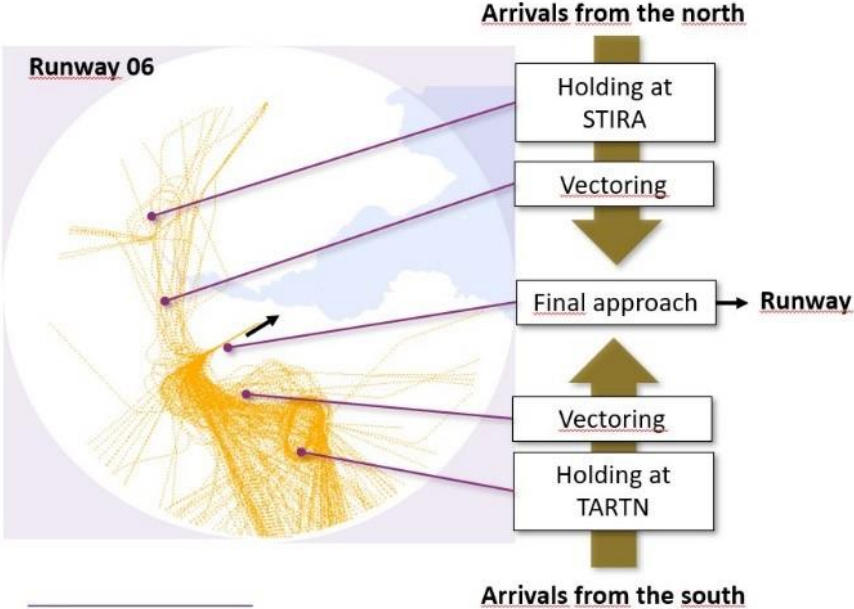 Arrivals from the north
Runway 06
Holding at
STIRA
Vectoring
Final approach
Runway
Vectoring
Holding at
TARTN
Arrivals from the south